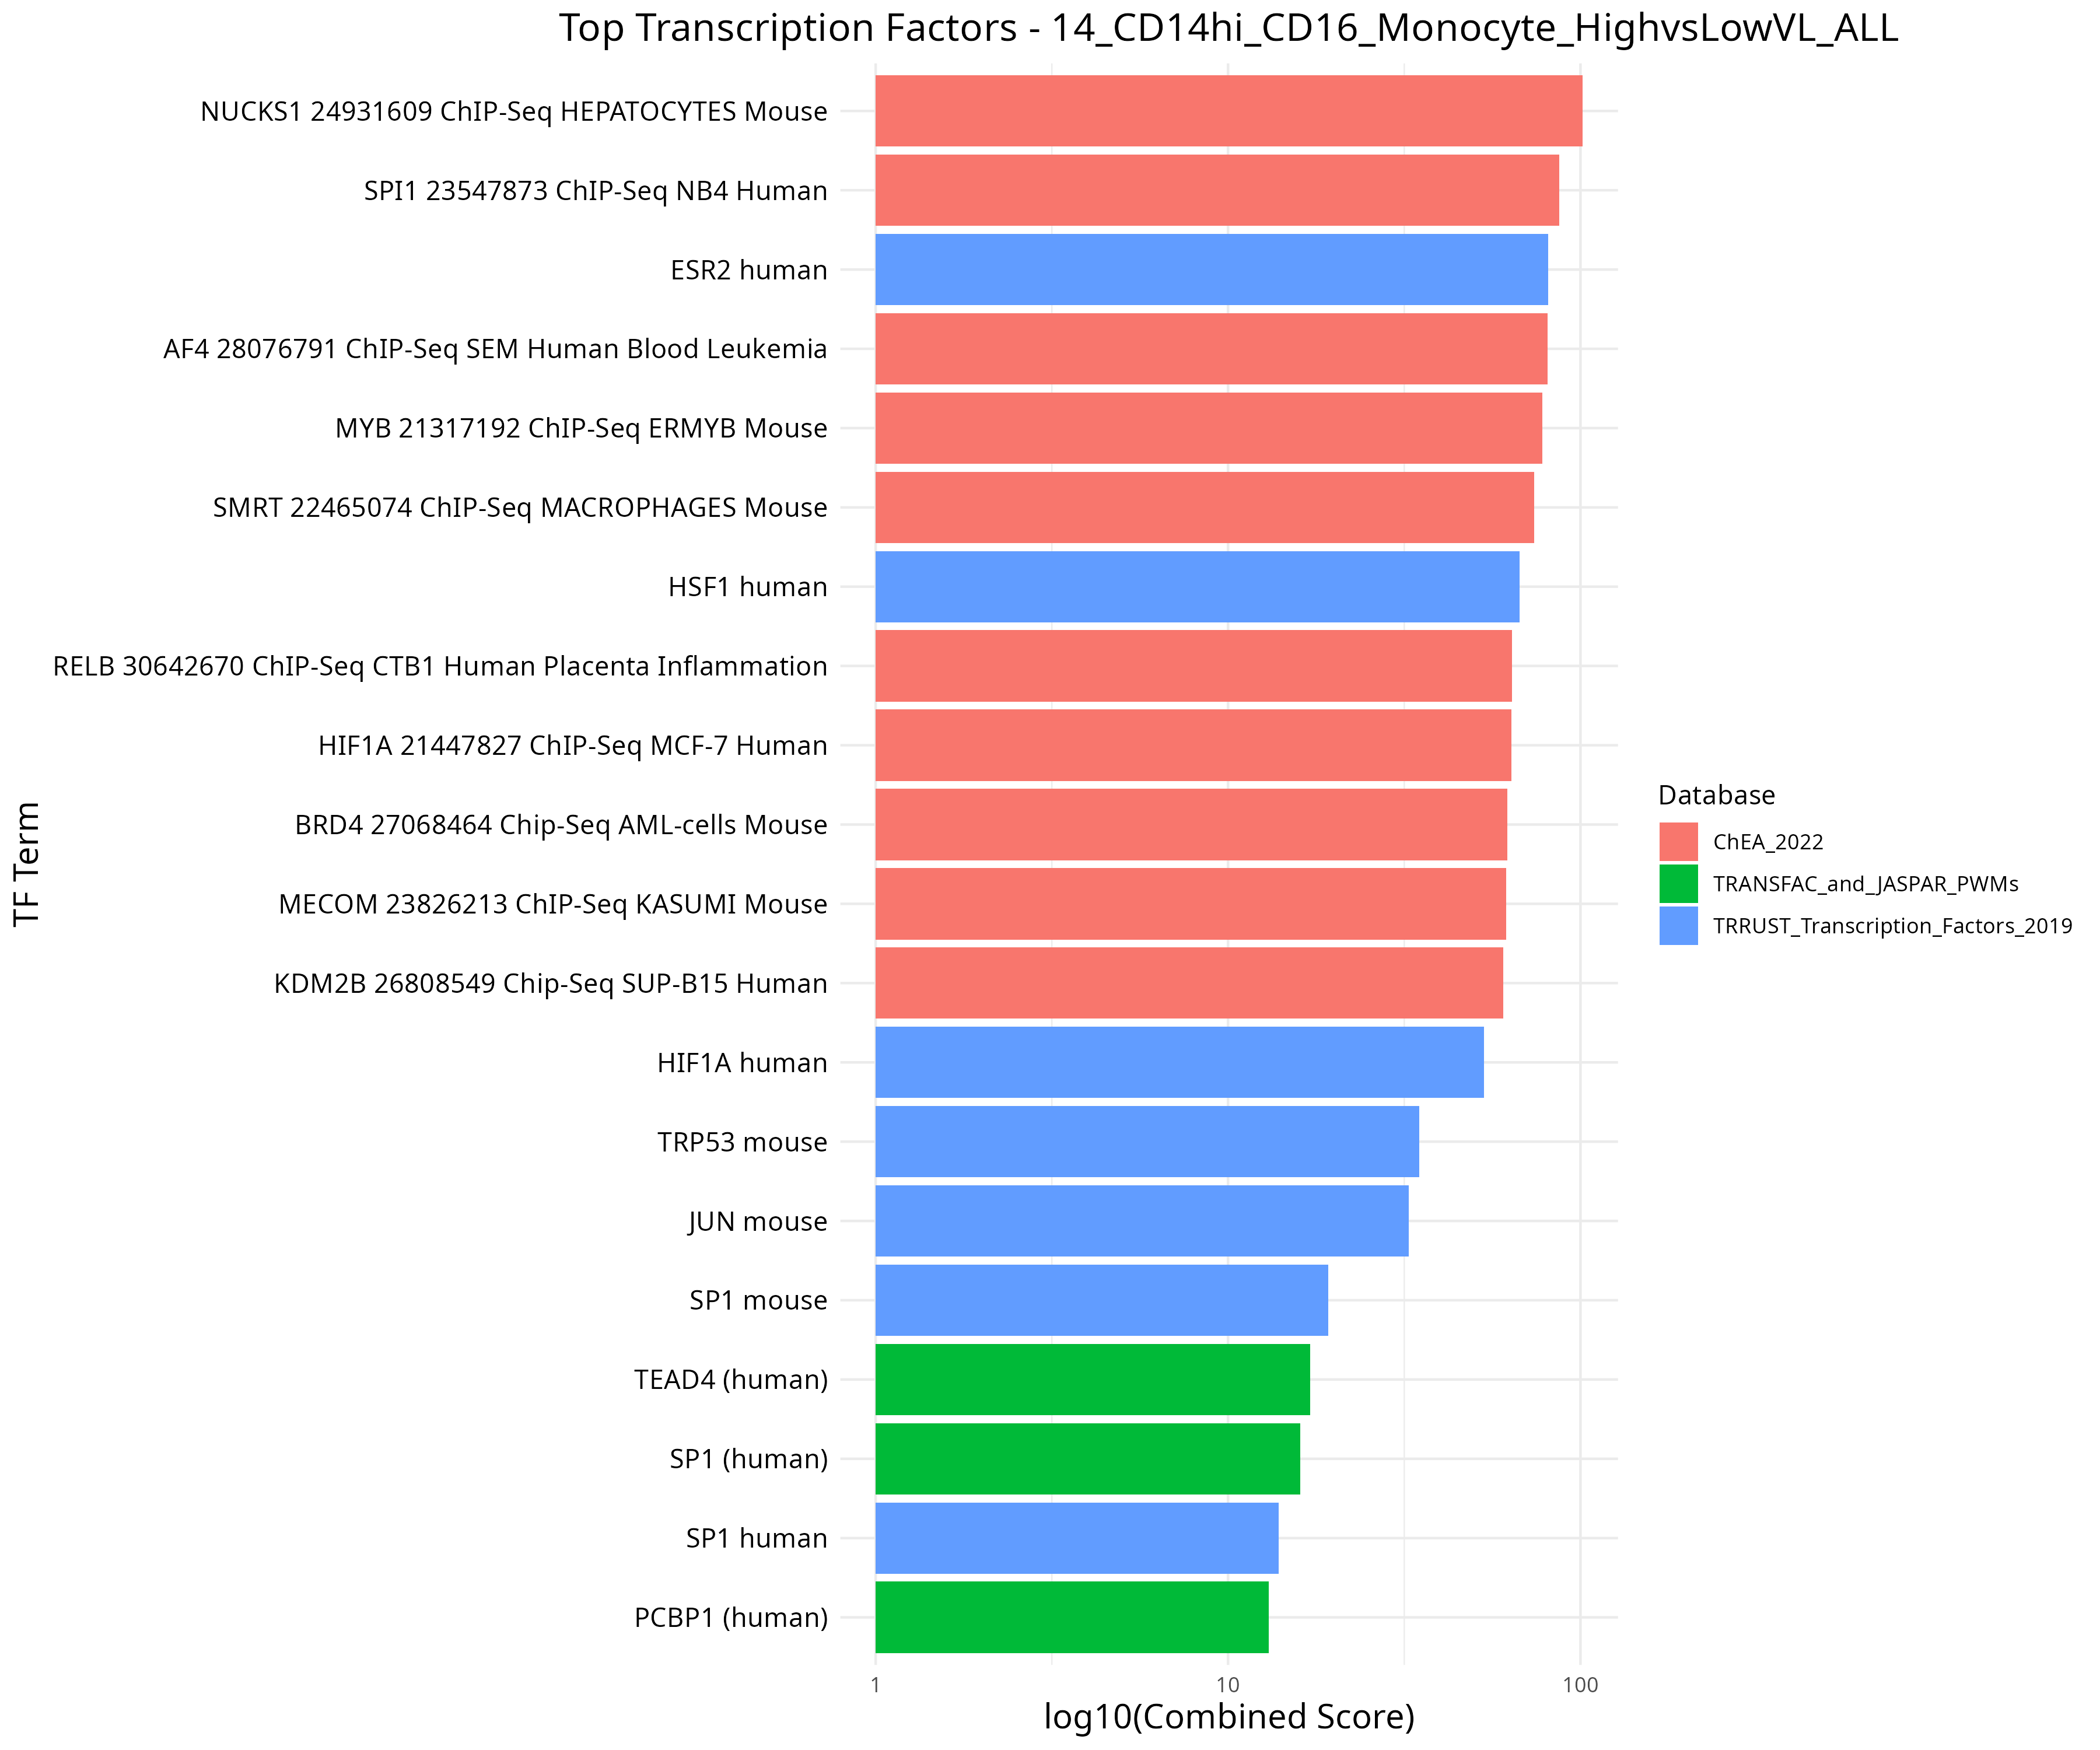 Top Transcription Factors - 14_CD14hi_CD16_Monocyte_HighvsLowVL_ALL
TF Term
NUCKS1 24931609 ChIP-Seq HEPATOCYTES Mouse
SPI1 23547873 ChIP-Seq NB4 Human
ESR2 human
AF4 28076791 ChIP-Seq SEM Human Blood Leukemia
MYB 21317192 ChIP-Seq ERMYB Mouse
SMRT 22465074 ChIP-Seq MACROPHAGES Mouse
HSF1 human
RELB 30642670 ChIP-Seq CTB1 Human Placenta Inflammation
HIF1A 21447827 ChIP-Seq MCF-7 Human
BRD4 27068464 Chip-Seq AML-cells Mouse
MECOM 23826213 ChIP-Seq KASUMI Mouse
KDM2B 26808549 Chip-Seq SUP-B15 Human
HIF1A human
TRP53 mouse
JUN mouse
SP1 mouse
TEAD4 (human)
SP1 (human)
SP1 human
PCBP1 (human)
1 10 100
log10(Combined Score)
Database
ChEA_2022
TRANSFAC_and_JASPAR_PWMs
TRRUST_Transcription_Factors_2019